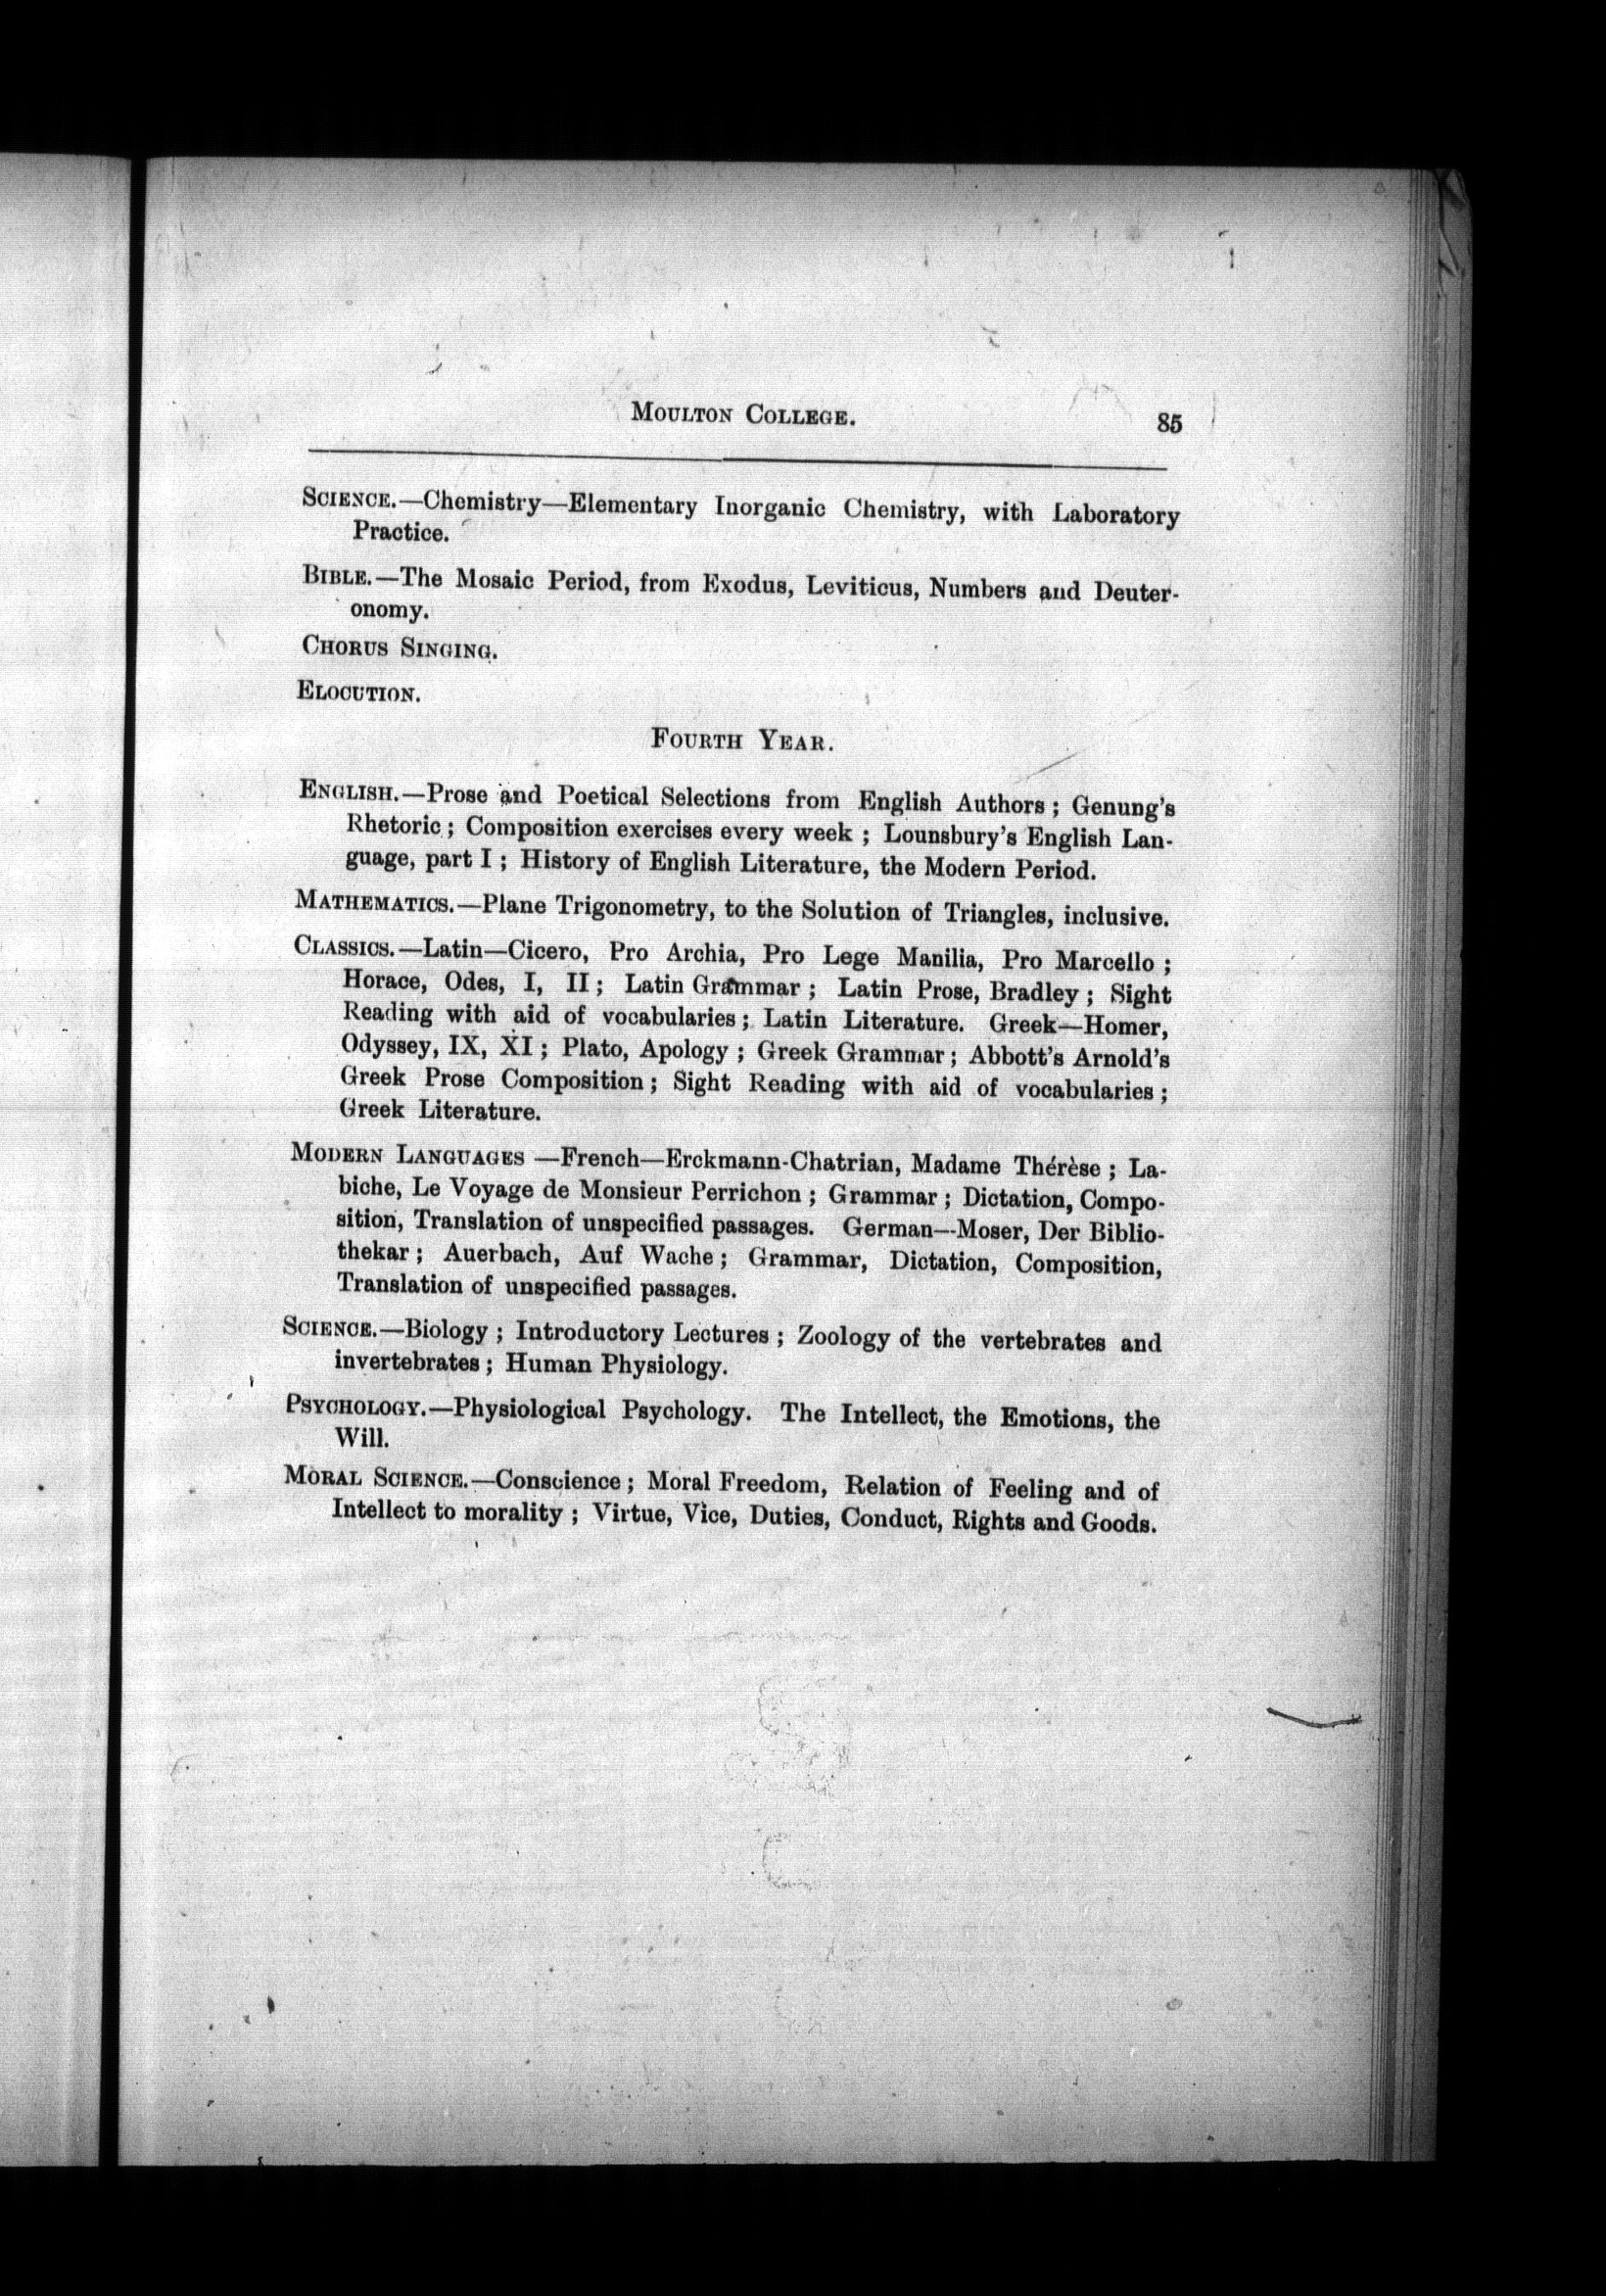 MOULTON COLLEGE. 85
SCIENCE.—Chemistry—Elementary Inorganic Chemistry, with Laboratory
Practice.
BIBLE.—The Mosaic Period, from Exodus, Leviticus, Numbers and Deuter-
onomy.
CHORUS SINGING.
ELOCUTION.
FOURTH YEAR.
ENGLISH.—Prose and Poetical Selections from English Authors ; Genung's
Rhetoric ; Composition exercises every week ; Lounsbury's English Lan-
guage, part I ; History of English Literature, the Modern Period.
MATHEMATICS.—Plane Trigonometry, to the Solution of Triangles, inclusive.
CLASSICS.—Latin—Cicero, Pro Archia, Pro Lege Manilia, Pro Marcello ;
Horace, Odes, I, II ; Latin Grammar ; Latin Prose, Bradley ; Sight
Reading with aid of vocabularies ; Latin Literature. Greek—Homer,
Odyssey, IX, XI ; Plato, Apology ; Greek Grammar ; Abbott's Arnold's
Greek Prose Composition ; Sight Reading with aid of vocabularies ;
Greek Literature.
MODERN LANGUAGES —French—Erckmann-Chatrian, Madame Thérèse ; La-
biche, Le Voyage de Monsieur Perrichon ; Grammar ; Dictation, Compo-
sition, Translation of unspecified passages. German—Moser, Der Biblio-
thekar ; Auerbach, Auf Wache ; Grammar, Dictation, Composition,
Translation of unspecified passages.
SCIENCE.—Biology ; Introductory Lectures ; Zoology of the vertebrates and
invertebrates ; Human Physiology.
PSYCHOLOGY.—Physiological Psychology. The Intellect, the Emotions, the
Will.
MORAL SCIENCE.—Conscience ; Moral Freedom, Relation of Feeling and of
Intellect to morality ; Virtue, Vice, Duties, Conduct, Rights and Goods.